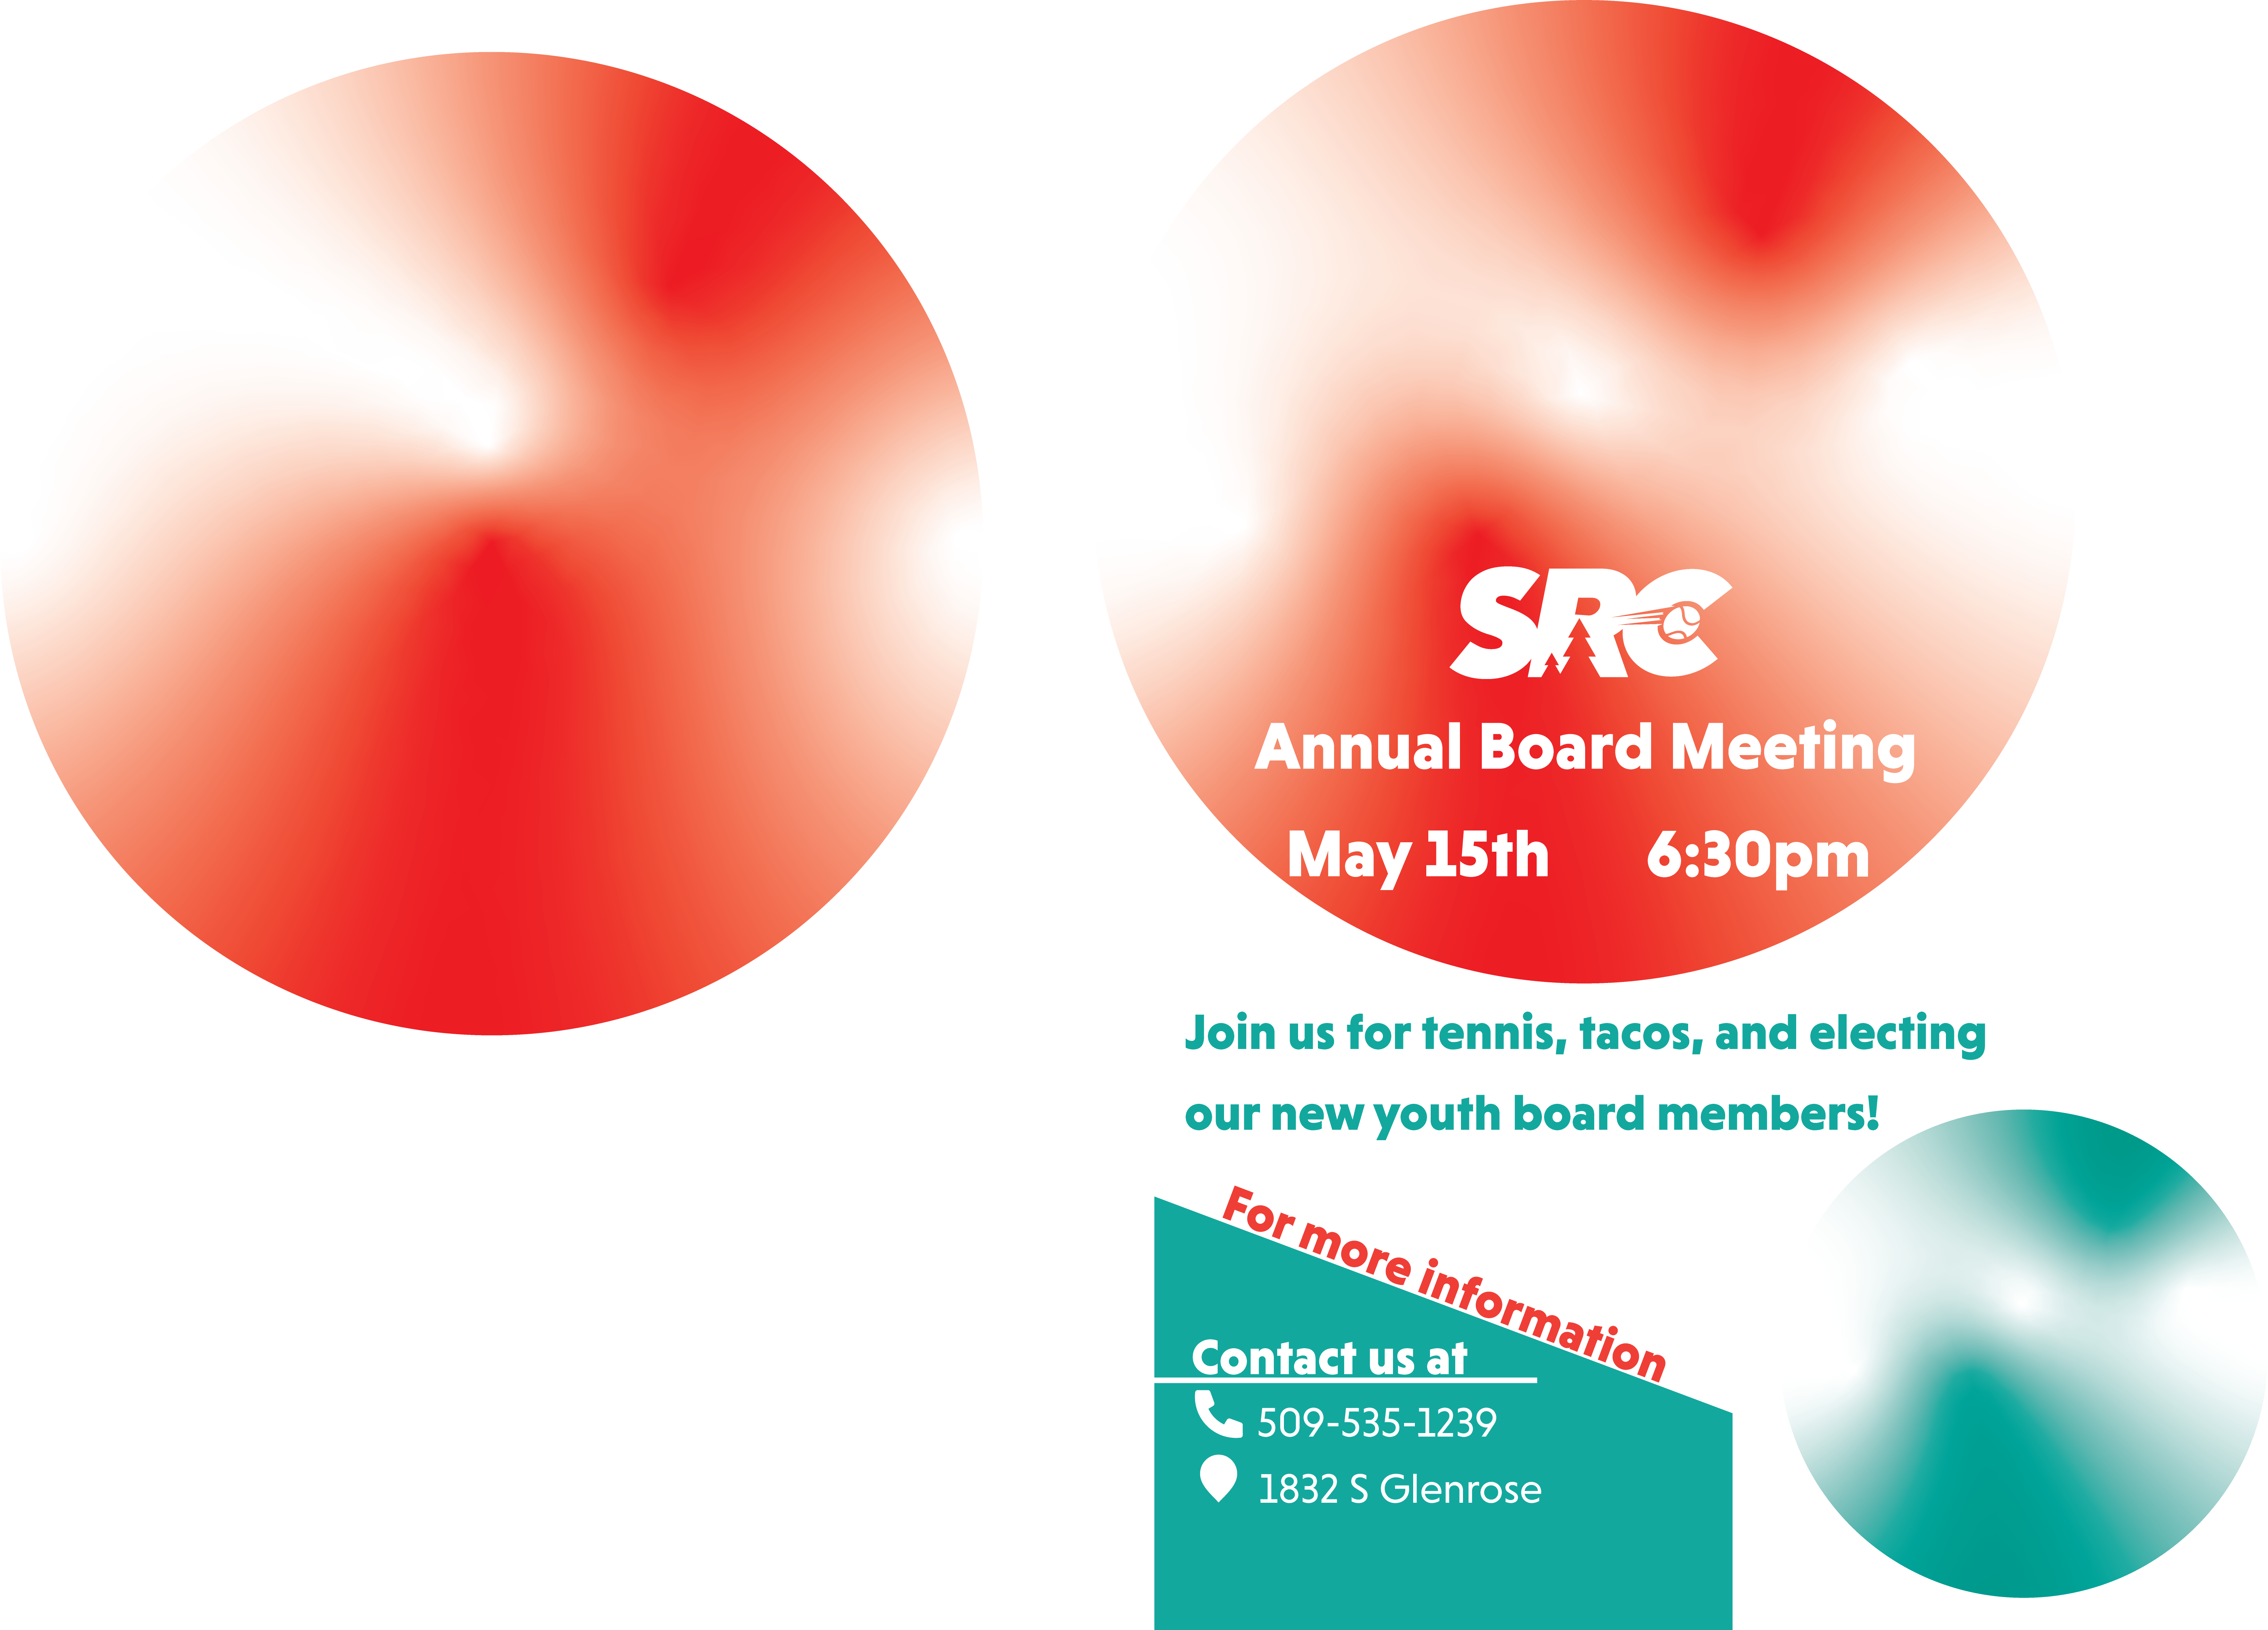 SRC
Annual Board Meeting
May 15th 6:30pm
Join us for tennis, tacos, and electing
our new youth board members!
For more information
Contact us at
509-535-1239
1832 S Glenrose